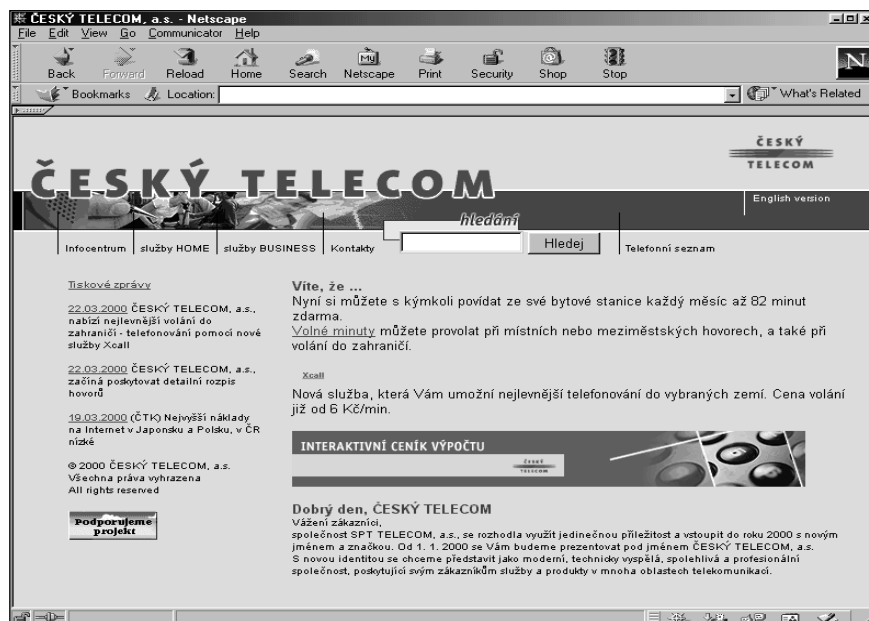 ČESKÝ TELECOM, a.s. - Netscape
File Edit View Go Communicator Help
Back Forward Reload Home Search Netscape Print Security Shop Stop
My
N
Bookmarks Location: What's Related
ČESKÝ
TELECOM
ČESKÝ TELECOM
English version
hledání
Infocentrum služby HOME služby BUSINESS Kontakty Hledej Telefonní seznam
Tiskové zprávy
22.03.2000 ČESKÝ TELECOM, a.s.,
nabízí nejlevnější volání do
zahraničí - telefonování pomocí nové
služby Xcall
22.03.2000 ČESKÝ TELECOM, a.s.,
začíná poskytovat detailní rozpis
hovorů
19.03.2000 (ČTK) Nejvyšší náklady
na Internet v Japonsku a Polsku, v ČR
nízké
© 2000 ČESKÝ TELECOM, a.s.
Všechna práva vyhrazena
All rights reserved
Podporujeme
projekt
Víte, že ...
Nyní si můžete s kýmkoli povídat ze své bytové stanice každý měsíc až 82 minut
zdarma.
Volné minuty můžete provolat při místních nebo meziměstských hovorech, a také při
volání do zahraničí.
Xcall
Nová služba, která Vám umožní nejlevnější telefonování do vybraných zemí. Cena volání
již od 6 Kč/min.
INTERAKTIVNÍ CENÍK VÝPOČTU
ČESKÝ
TELECOM
Dobrý den, ČESKÝ TELECOM
Vážení zákazníci,
společnost SPT TELECOM, a.s., se rozhodla využít jedinečnou příležitost a vstoupit do roku 2000 s novým
jménem a značkou. Od 1. 1. 2000 se Vám budeme prezentovat pod jménem ČESKÝ TELECOM, a.s.
S novou identitou se chceme představit jako moderní, technicky vyspělá, spolehlivá a profesionální
společnost, poskytující svým zákazníkům služby a produkty v mnoha oblastech telekomunikací.